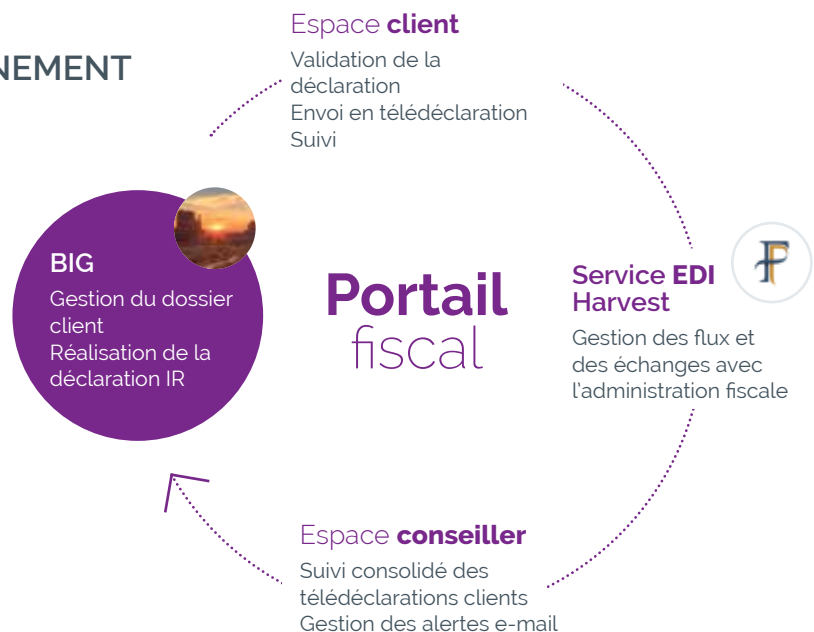 NEMENT
Espace client
Validation de la
déclaration
Envoi en télédéclaration
Suivi
BIG
Gestion du dossier
client
Réalisation de la
déclaration IR
Portail
fiscal
Service EDI
Harvest
Gestion des flux et
des échanges avec
l'administration fiscale
Espace conseiller
Suivi consolidé des
télédéclarations clients
Gestion des alertes e-mail